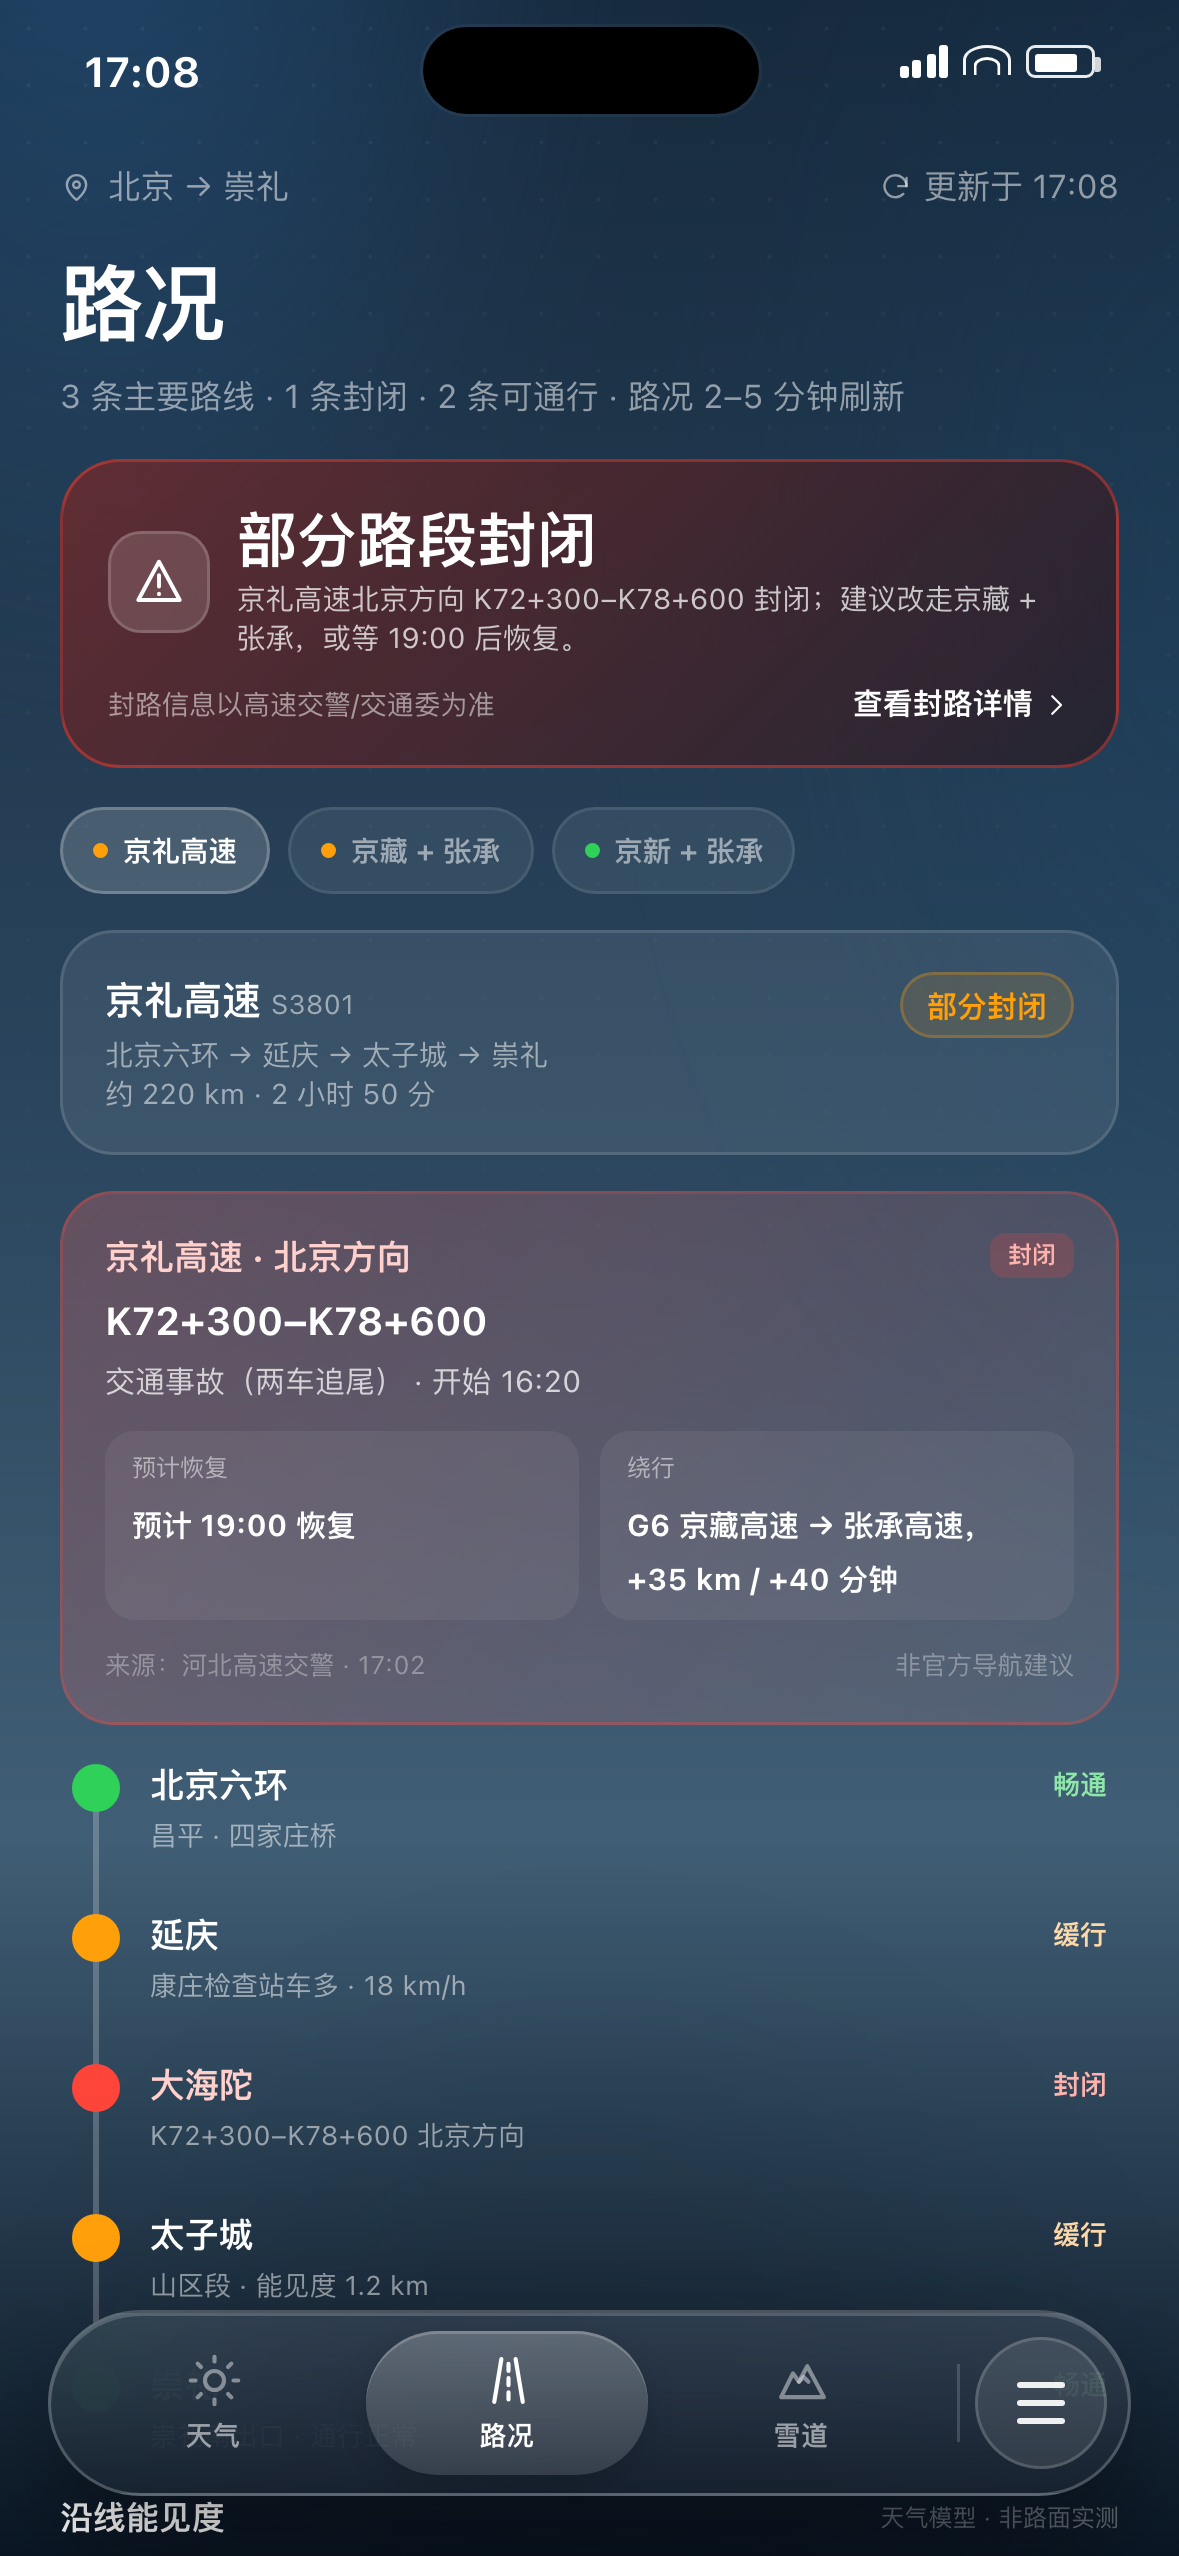 17:08
北京 → 崇礼
更新于 17:08
路况
3 条主要路线 · 1 条封闭 · 2 条可通行 · 路况 2–5 分钟刷新
部分路段封闭
京礼高速北京方向 K72+300–K78+600 封闭；建议改走京藏 +
张承，或等 19:00 后恢复。
封路信息以高速交警/交通委为准
查看封路详情
京礼高速
京藏 + 张承
京新 + 张承
京礼高速 S3801
部分封闭
北京六环 → 延庆 → 太子城 → 崇礼
约 220 km · 2 小时 50 分
京礼高速 · 北京方向
封闭
K72+300–K78+600
交通事故（两车追尾） · 开始 16:20
预计恢复
预计 19:00 恢复
绕行
G6 京藏高速 → 张承高速，
+35 km / +40 分钟
来源：河北高速交警 · 17:02
非官方导航建议
北京六环
畅通
昌平 · 四家庄桥
延庆
缓行
康庄检查站车多 · 18 km/h
大海陀
封闭
K72+300–K78+600 北京方向
太子城
缓行
山区段 · 能见度 1.2 km
畅通
出口 · 通行正常
天气
路况
雪道
沿线能见度
天气模型 · 非路面实测